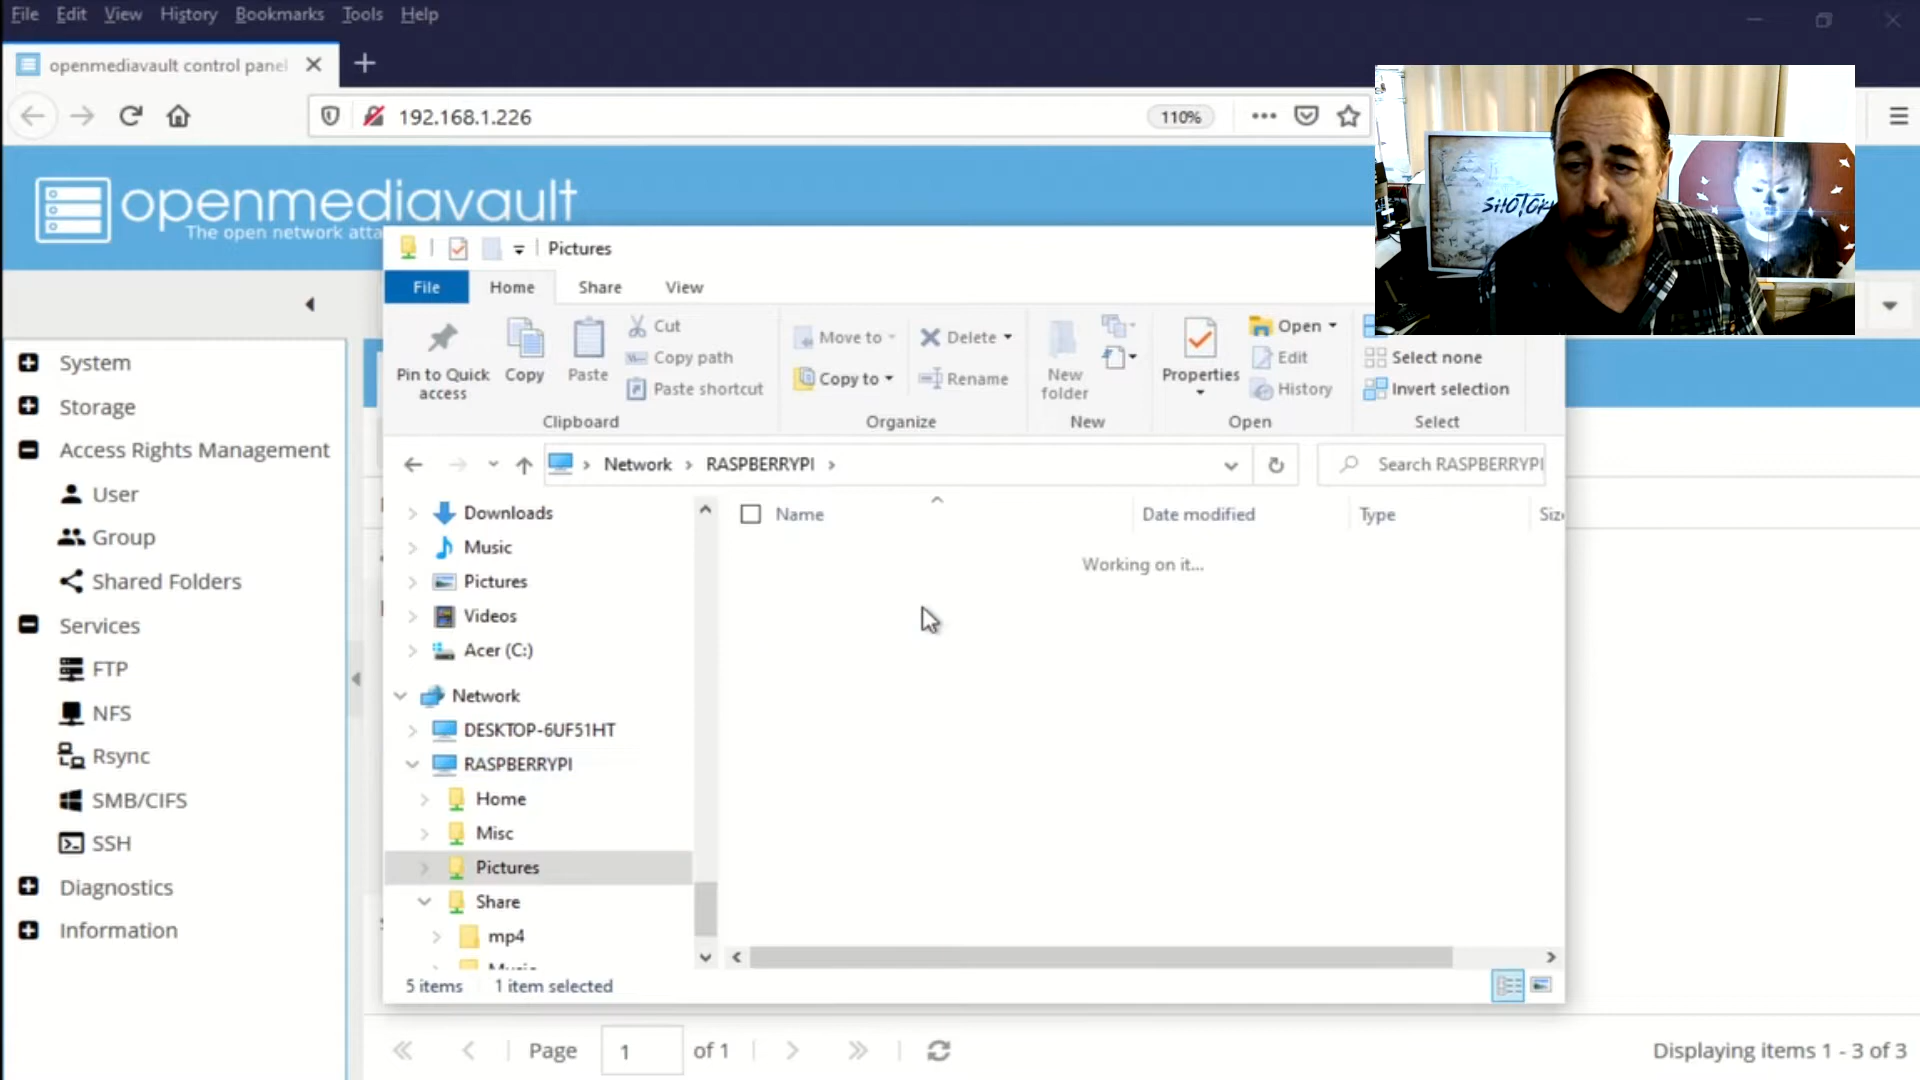 File Edit View History Bookmarks Tools Help
openmediavault control panel
192.168.1.226
110%
openmediavault
The open network atta
Pictures
File Home Share View
Pin to Quick access
Copy
Paste
Cut
Copy path
Paste shortcut
Clipboard
Move to
Copy to
Delete
Rename
Organize
New folder
New
Properties
Open
Edit
History
Open
Select none
Invert selection
Select
Network RASPBERRYPI
Search RASPBERRYPI
System
Storage
Access Rights Management
User
Group
Shared Folders
Services
FTP
NFS
Rsync
SMB/CIFS
SSH
Diagnostics
Information
Downloads
Music
Pictures
Videos
Acer (C:)
Network
DESKTOP-6UF51HT
RASPBERRYPI
Home
Misc
Pictures
Share
mp4
Music
Name Date modified Type Size
Working on it...
5 items 1 item selected
Page 1 of 1
Displaying items 1 - 3 of 3